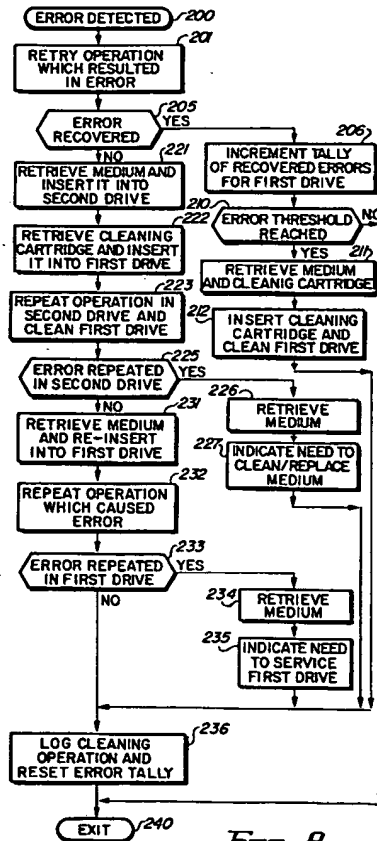 ERROR DETECTED
200
201
RETRY OPERATION
WHICH RESULTED
IN ERROR
205
ERROR
RECOVERED
YES
NO
206
INCREMENT TALLY
OF RECOVERED ERRORS
FOR FIRST DRIVE
210
ERROR THRESHOLD
REACHED
NO
YES
211
RETRIEVE MEDIUM
AND CLEANIG CARTRIDGE
212
INSERT CLEANING
CARTRIDGE AND
CLEAN FIRST DRIVE
221
RETRIEVE MEDIUM AND
INSERT IT INTO
SECOND DRIVE
222
RETRIEVE CLEANING
CARTRIDGE AND INSERT
IT INTO FIRST DRIVE
223
REPEAT OPERATION IN
SECOND DRIVE AND
CLEAN FIRST DRIVE
225
ERROR REPEATED
IN SECOND DRIVE
YES
NO
226
RETRIEVE
MEDIUM
227
INDICATE NEED TO
CLEAN/REPLACE
MEDIUM
231
RETRIEVE MEDIUM
AND RE-INSERT
INTO FIRST DRIVE
232
REPEAT OPERATION
WHICH CAUSED
ERROR
233
ERROR REPEATED
IN FIRST DRIVE
YES
NO
234
RETRIEVE
MEDIUM
235
INDICATE NEED
TO SERVICE
FIRST DRIVE
236
LOG CLEANING
OPERATION AND
RESET ERROR TALLY
EXIT
240